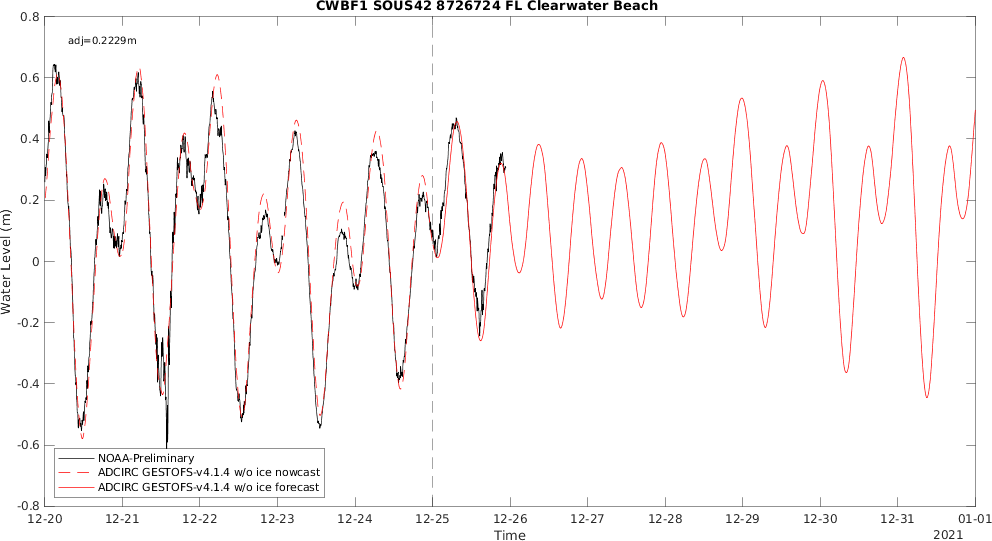 CWBF1 SOUS42 8726724 FL Clearwater Beach
adj=0.2229m
0.8
0.6
0.4
0.2
0
-0.2
-0.4
-0.6
-0.8
Water Level (m)
NOAA-Preliminary
ADCIRC GESTOFS-v4.1.4 w/o ice nowcast
ADCIRC GESTOFS-v4.1.4 w/o ice forecast
12-20 12-21 12-22 12-23 12-24 12-25 12-26 12-27 12-28 12-29 12-30 12-31 01-01
Time
2021